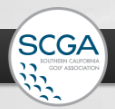 SCGA
SOUTHERN CALIFORNIA
GOLF ASSOCIATION